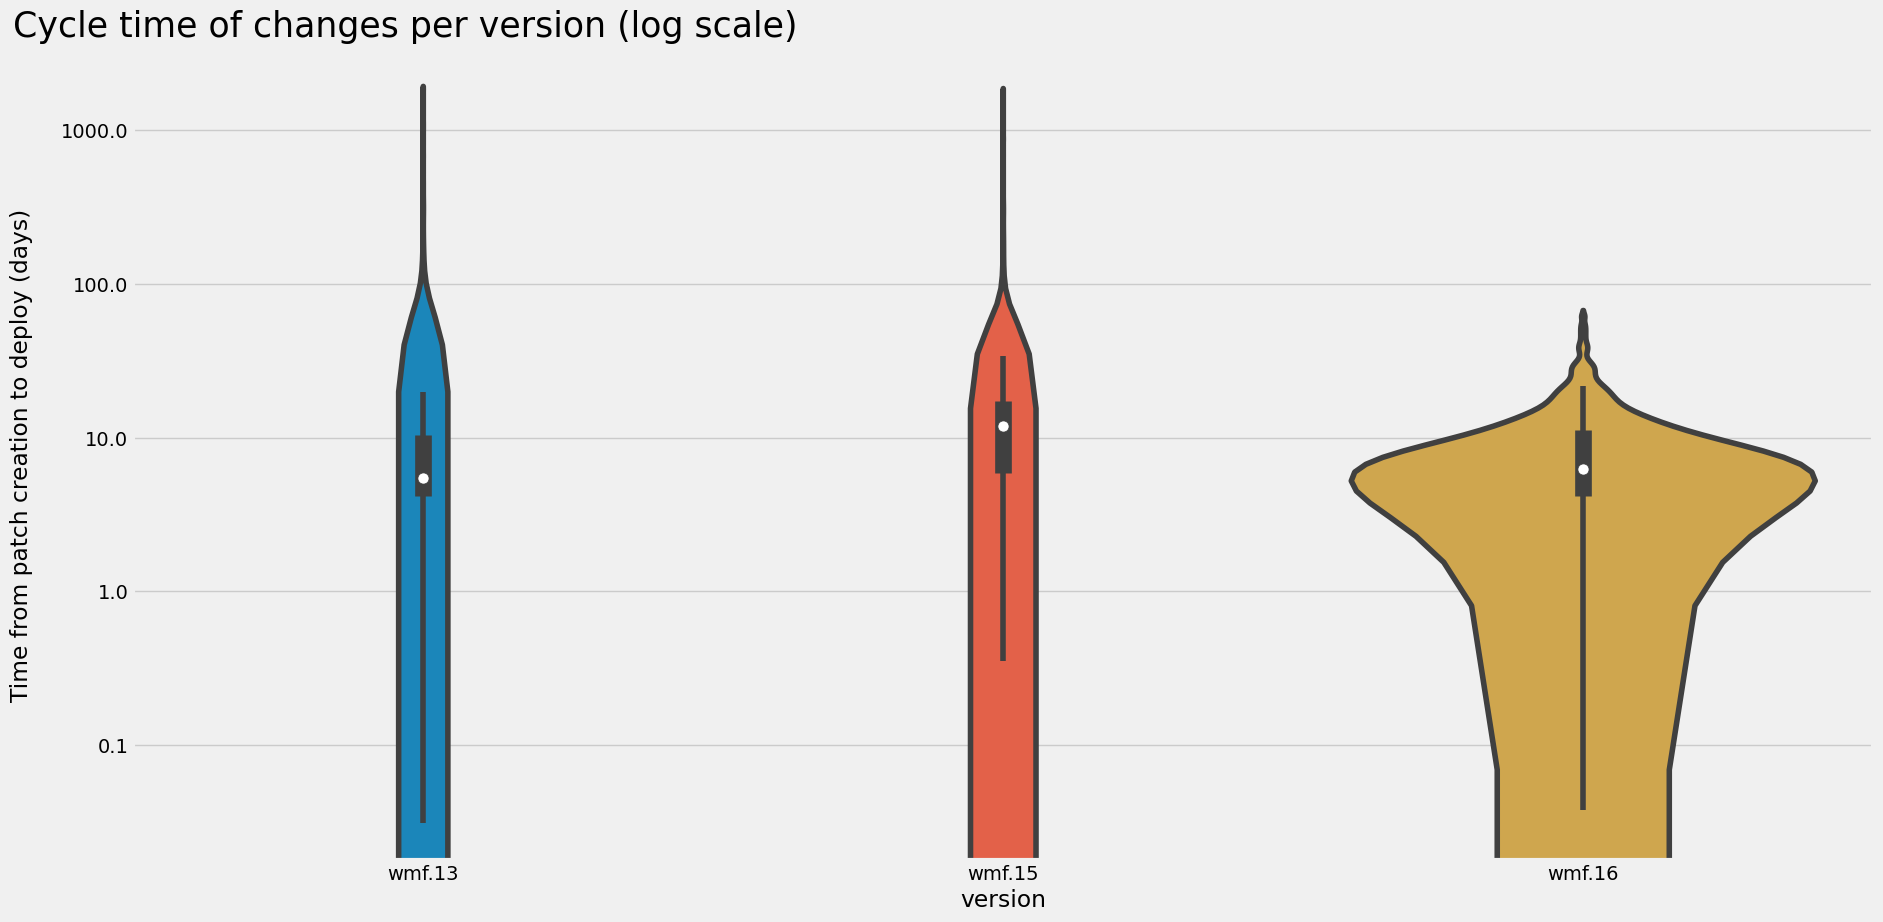 Cycle time of changes per version (log scale)
Time from patch creation to deploy (days)
1000.0
100.0
10.0
1.0
0.1
wmf.13
wmf.15
wmf.16
version